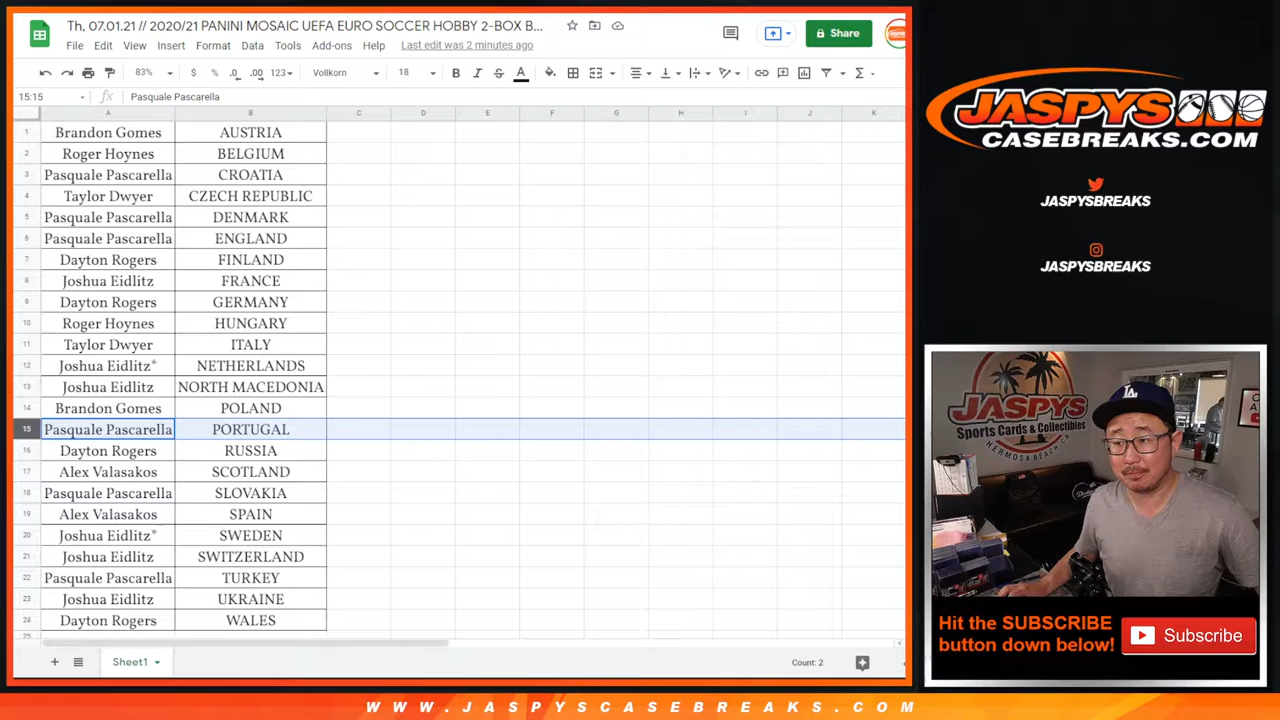 Th, 07.01.21 // 2020/21 PANINI MOSAIC UEFA EURO SOCCER HOBBY 2-BOX B...
File Edit View Insert Format Data Tools Add-ons Help Last edit was 2 minutes ago
Share
83% $ % .0 .00 123 Vollkorn 18 B I S A
15:15 fx Pasquale Pascarella
A B C D E F G H I J K
1 Brandon Gomes AUSTRIA
2 Roger Hoynes BELGIUM
3 Pasquale Pascarella CROATIA
4 Taylor Dwyer CZECH REPUBLIC
5 Pasquale Pascarella DENMARK
6 Pasquale Pascarella ENGLAND
7 Dayton Rogers FINLAND
8 Joshua Eidlitz FRANCE
9 Dayton Rogers GERMANY
10 Roger Hoynes HUNGARY
11 Taylor Dwyer ITALY
12 Joshua Eidlitz* NETHERLANDS
13 Joshua Eidlitz NORTH MACEDONIA
14 Brandon Gomes POLAND
15 Pasquale Pascarella PORTUGAL
16 Dayton Rogers RUSSIA
17 Alex Valasakos SCOTLAND
18 Pasquale Pascarella SLOVAKIA
19 Alex Valasakos SPAIN
20 Joshua Eidlitz* SWEDEN
21 Joshua Eidlitz SWITZERLAND
22 Pasquale Pascarella TURKEY
23 Joshua Eidlitz UKRAINE
24 Dayton Rogers WALES
25
Sheet1
Count: 2
JASPYS
CASEBREAKS.COM
JASPYSBREAKS
JASPYSBREAKS
JASPYS
Sports Cards & Collectibles
HERMOSA BEACH, CA
LA
Hit the SUBSCRIBE
button down below!
Subscribe
WWW.JASPYSCASEBREAKS.COM